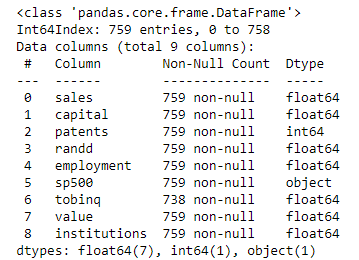 <class 'pandas.core.frame.DataFrame'>
Int64Index: 759 entries, 0 to 758
Data columns (total 9 columns):
 #   Column        Non-Null Count  Dtype
---  ------        --------------  -----
 0   sales         759 non-null    float64
 1   capital       759 non-null    float64
 2   patents       759 non-null    int64
 3   randd         759 non-null    float64
 4   employment    759 non-null    float64
 5   sp500         759 non-null    object
 6   tobinq        738 non-null    float64
 7   value         759 non-null    float64
 8   institutions  759 non-null    float64
dtypes: float64(7), int64(1), object(1)